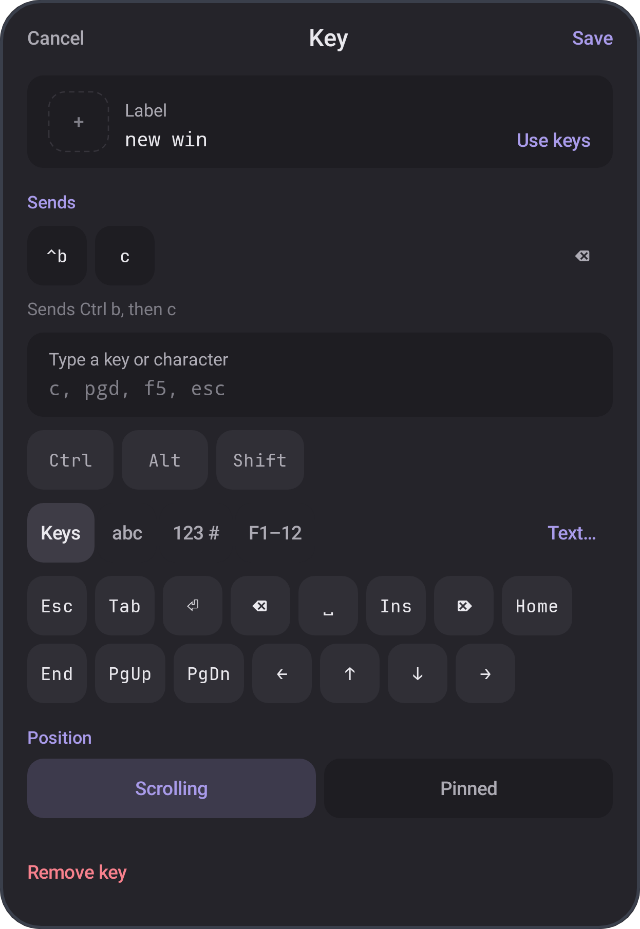 Cancel Key Save
+
Label
new win
Use keys
Sends
^b c ⌫
Sends Ctrl b, then c
Type a key or character
c, pgd, f5, esc
Ctrl Alt Shift
Keys abc 123 # F1–12 Text…
Esc Tab ⏎ ⌫ ␣ Ins ⌦ Home
End PgUp PgDn ← ↑ ↓ →
Position
Scrolling Pinned
Remove key